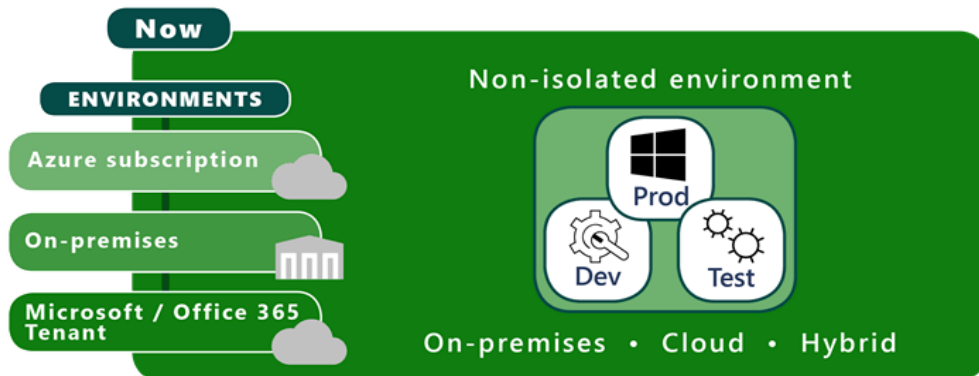 Now
ENVIRONMENTS
Azure subscription
On-premises
Microsoft / Office 365
Tenant
Non-isolated environment
Prod
Dev
Test
On-premises • Cloud • Hybrid